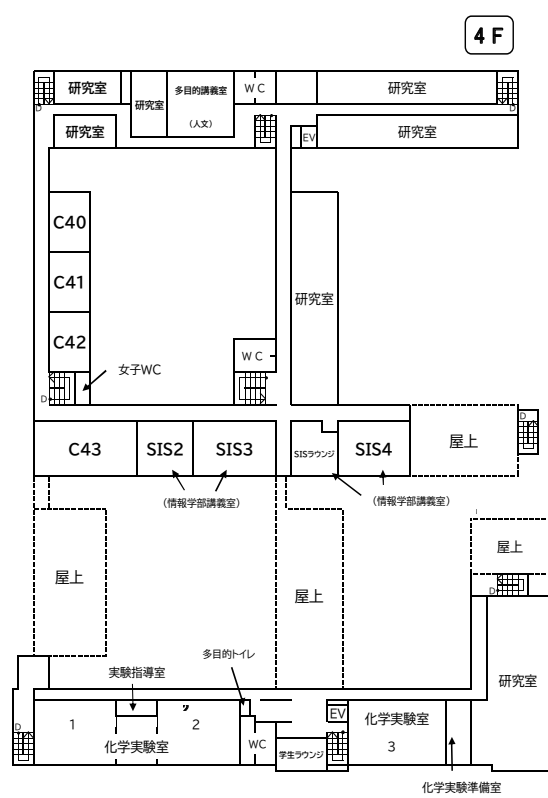 4 F
研究室
研究室
多目的講義室
（人文）
W C
研究室
D
D
研究室
EV
研究室
C40
C41
C42
研究室
W C
女子WC
D
C43
SIS2
SIS3
SISラウンジ
SIS4
屋上
D
（情報学部講義室）
（情報学部講義室）
屋上
屋上
屋上
D
研究室
多目的トイレ
実験指導室
1
2
化学実験室
D
WC
EV
学生ラウンジ
化学実験室
3
化学実験準備室